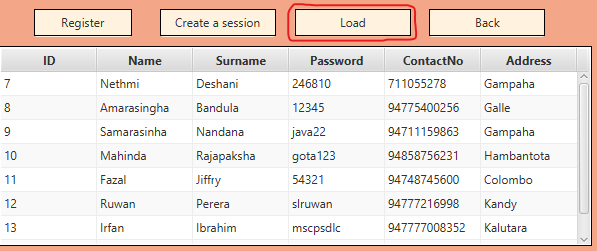 Register Create a session Load Back
ID Name Surname Password ContactNo Address
7 Nethmi Deshani 246810 711055278 Gampaha
8 Amarasingha Bandula 12345 94775400256 Galle
9 Samarasinha Nandana java22 94711159863 Gampaha
10 Mahinda Rajapaksha gota123 94858756231 Hambantota
11 Fazal Jiffry 54321 94748745600 Colombo
12 Ruwan Perera slruwan 94777216998 Kandy
13 Irfan Ibrahim mscpsdlc 947777008352 Kalutara